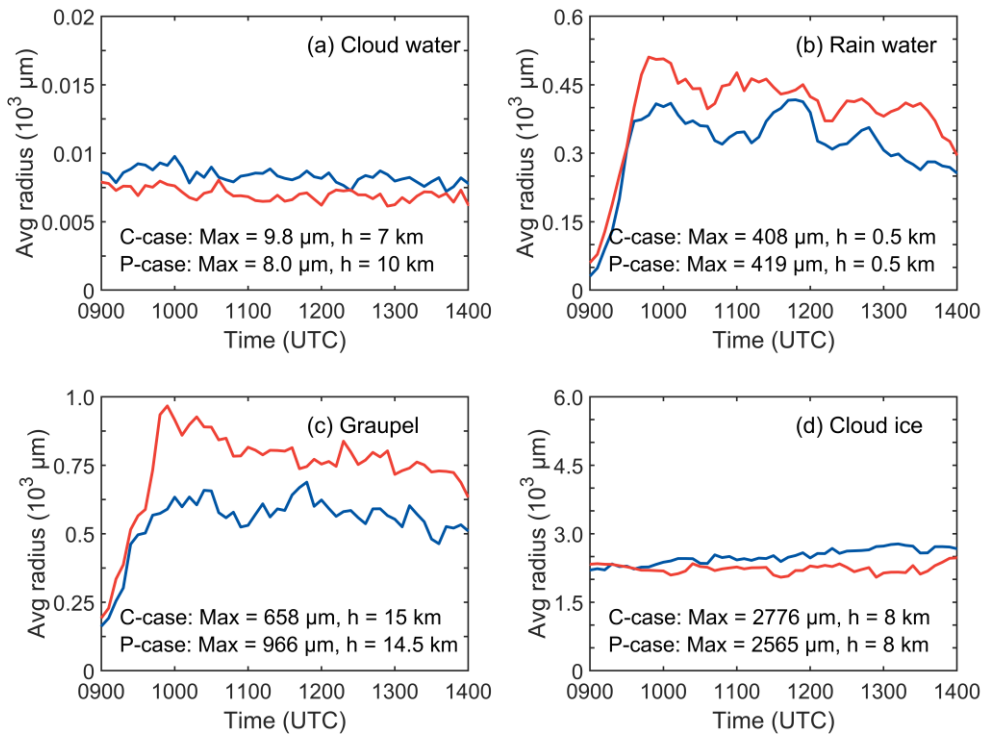 (a) Cloud water
Avg radius (10³ µm)
0.02
0.015
0.01
0.005
0
C-case: Max = 9.8 µm, h = 7 km
P-case: Max = 8.0 µm, h = 10 km
0900 1000 1100 1200 1300 1400
Time (UTC)
(b) Rain water
Avg radius (10³ µm)
0.6
0.45
0.3
0.15
0
C-case: Max = 408 µm, h = 0.5 km
P-case: Max = 419 µm, h = 0.5 km
0900 1000 1100 1200 1300 1400
Time (UTC)
(c) Graupel
Avg radius (10³ µm)
1.0
0.75
0.5
0.25
0
C-case: Max = 658 µm, h = 15 km
P-case: Max = 966 µm, h = 14.5 km
0900 1000 1100 1200 1300 1400
Time (UTC)
(d) Cloud ice
Avg radius (10³ µm)
6.0
4.5
3.0
1.5
0
C-case: Max = 2776 µm, h = 8 km
P-case: Max = 2565 µm, h = 8 km
0900 1000 1100 1200 1300 1400
Time (UTC)